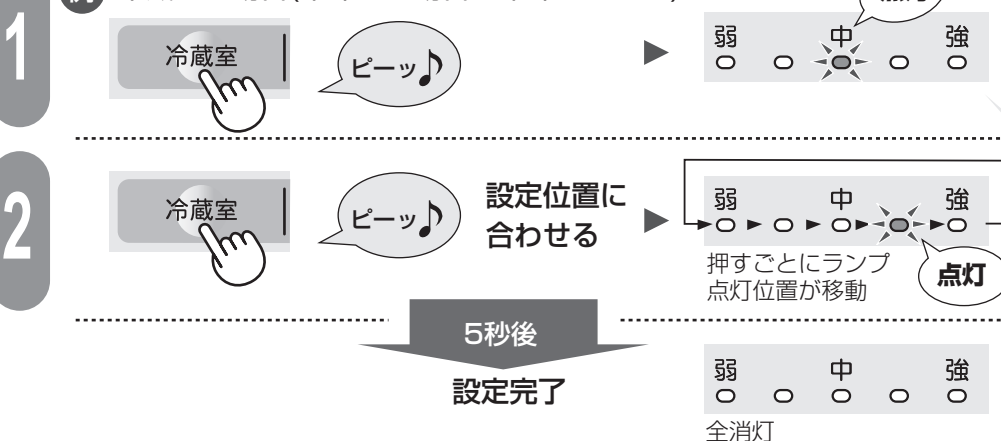 1
例
冷蔵室
ピーッ♪
弱 中 強
2
冷蔵室
ピーッ♪
設定位置に
合わせる
弱 中 強
押すごとにランプ
点灯位置が移動
点灯
5秒後
設定完了
弱 中 強
全消灯